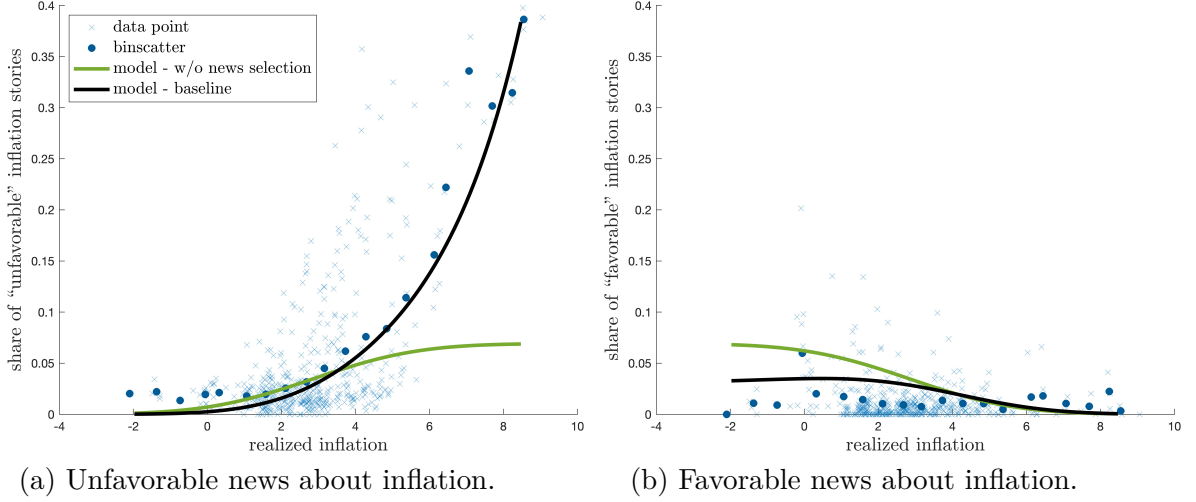 data point
binscatter
model - w/o news selection
model - baseline
share of “unfavorable” inflation stories
0.4
0.35
0.3
0.25
0.2
0.15
0.1
0.05
0
-4 -2 0 2 4 6 8 10
realized inflation
(a) Unfavorable news about inflation.
share of “favorable” inflation stories
0.4
0.35
0.3
0.25
0.2
0.15
0.1
0.05
0
-4 -2 0 2 4 6 8 10
realized inflation
(b) Favorable news about inflation.